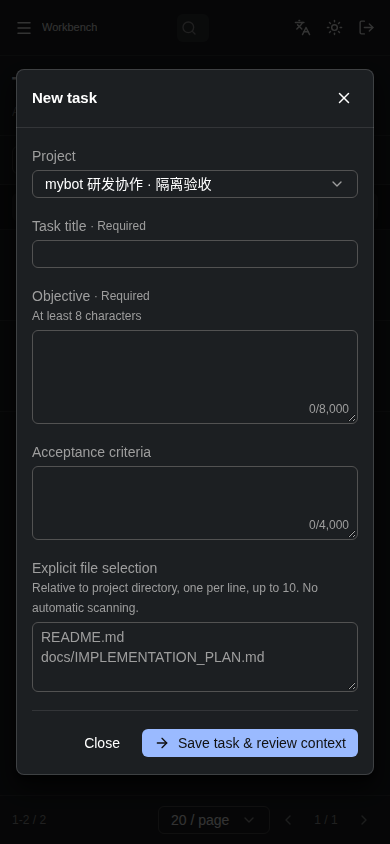 Workbench
New task
Project
mybot 研发协作 · 隔离验收
Task title · Required
Objective · Required
At least 8 characters
0/8,000
Acceptance criteria
0/4,000
Explicit file selection
Relative to project directory, one per line, up to 10. No
automatic scanning.
README.md
docs/IMPLEMENTATION_PLAN.md
Close
Save task & review context
1-2 / 2
20 / page
1 / 1